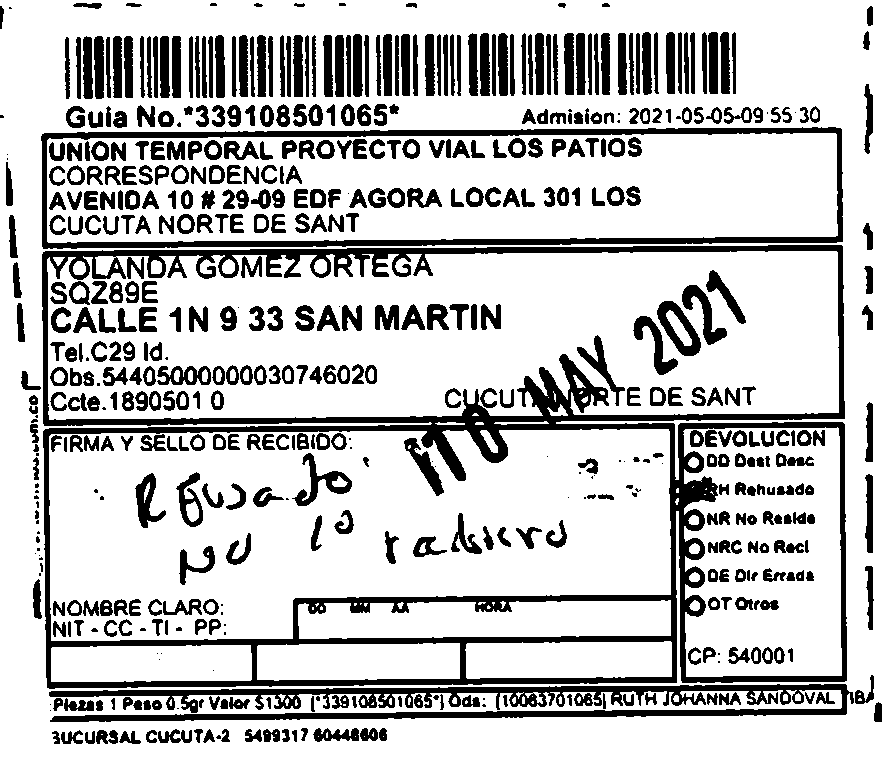 Guia No.*339108501065*
Admision: 2021-05-05-09:55:30
UNION TEMPORAL PROYECTO VIAL LOS PATIOS
CORRESPONDENCIA
AVENIDA 10 # 29-09 EDF AGORA LOCAL 301 LOS
CUCUTA NORTE DE SANT
YOLANDA GOMEZ ORTEGA
SQZ89E
CALLE 1N 9 33 SAN MARTIN
Tel.C29 Id.
Obs.54405000000030746020
Ccte.1890501 0
CUCUTA NORTE DE SANT
10 MAY 2021
FIRMA Y SELLO DE RECIBIDO:
Reusado
NO lo
DEVOLUCION
DD Dest Desc
RH Rehusado
NR No Reside
NRC No Recl
DE Dir Errada
OT Otros
CP: 540001
NOMBRE CLARO:
NIT - CC - TI - PP:
DD MM AA HORA
Piezas 1 Peso 0.5gr Valor $1300 [*339108501065*] Ods: [10063701065] RUTH JOHANNA SANDOVAL TIBA
SUCURSAL CUCUTA-2 5499317 60448606